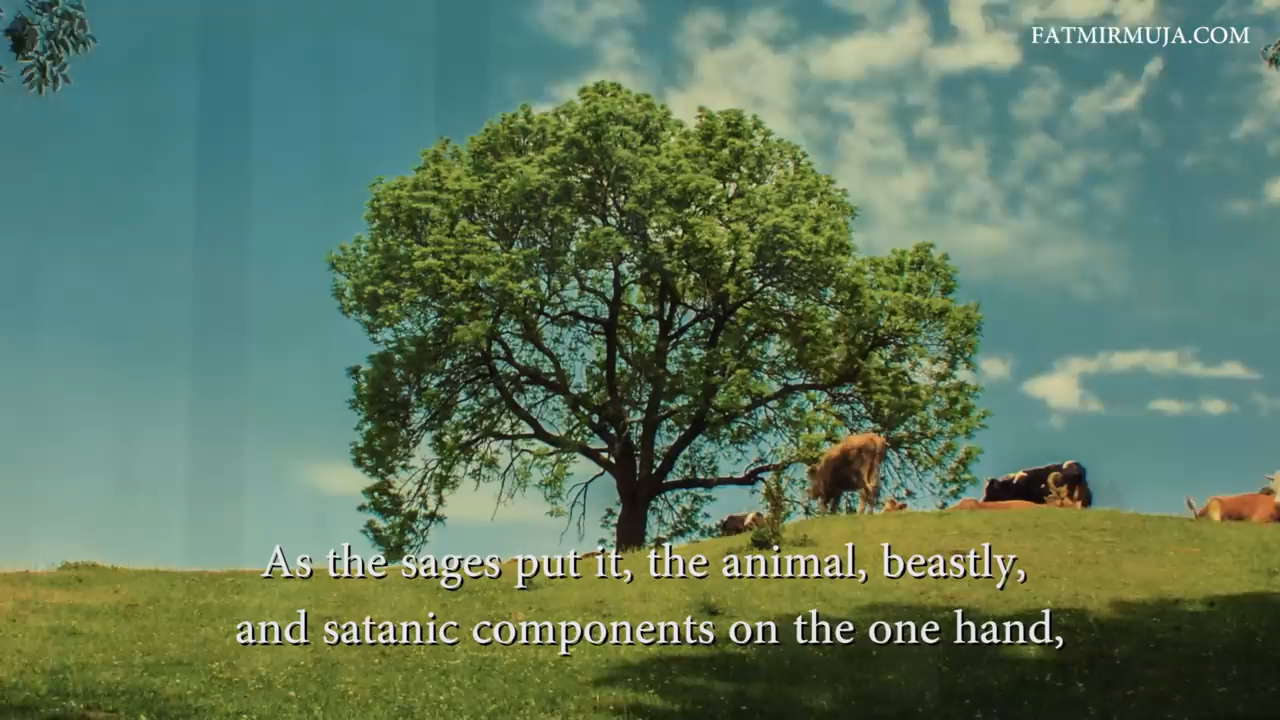 FATMIRMUJA.COM
As the sages put it, the animal, beastly,
and satanic components on the one hand,